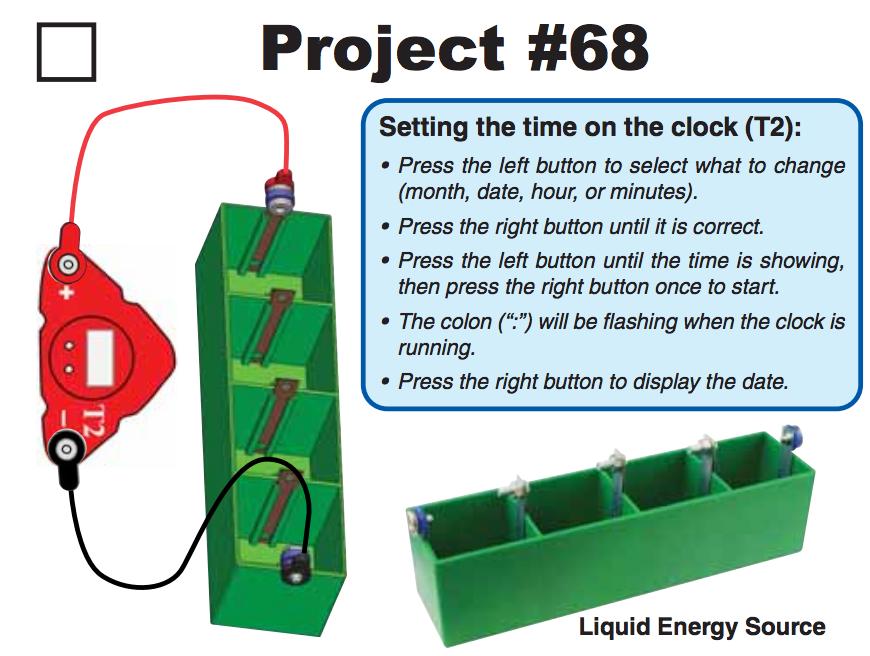 Project #68
Setting the time on the clock (T2):
• Press the left button to select what to change
(month, date, hour, or minutes).
• Press the right button until it is correct.
• Press the left button until the time is showing,
then press the right button once to start.
• The colon (“:”) will be flashing when the clock is
running.
• Press the right button to display the date.
+
T2
–
Liquid Energy Source